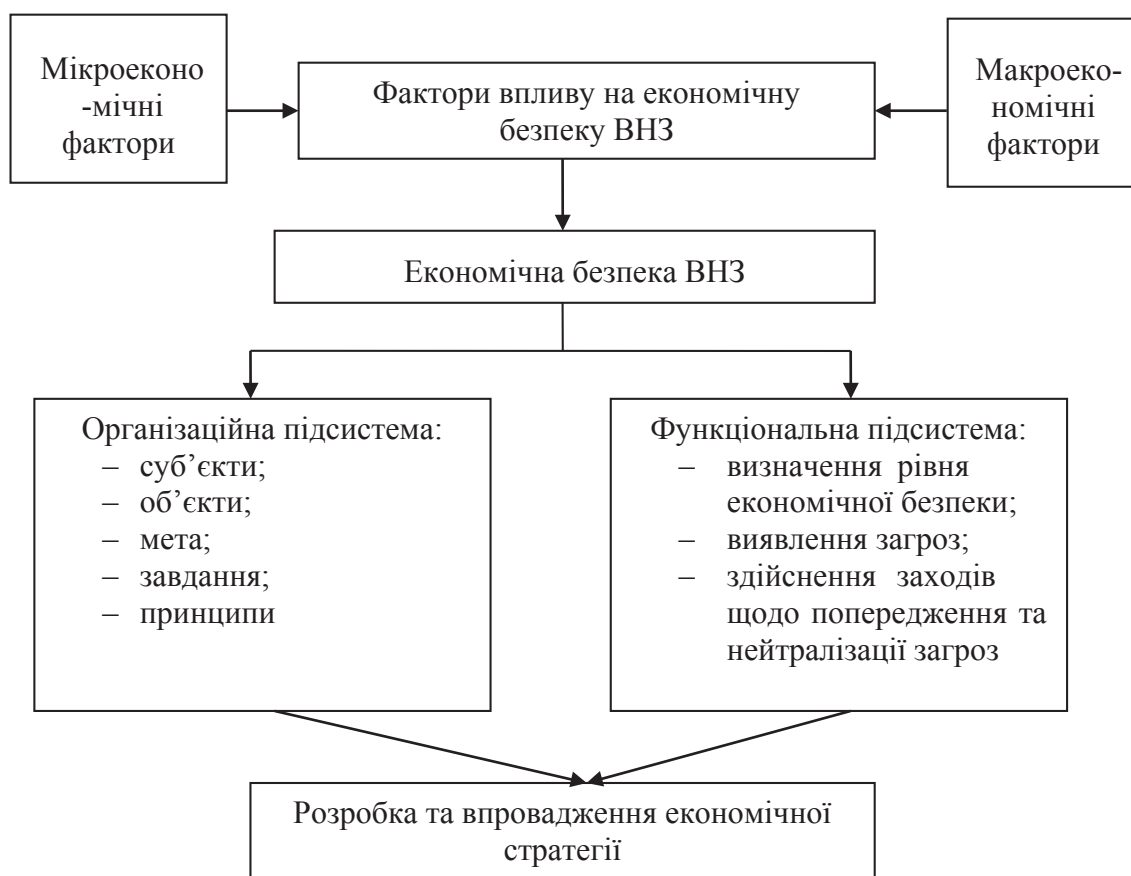 Мікроеконо
-мічні
фактори
Фактори впливу на економічну
безпеку ВНЗ
Макроеко-
номічні
фактори
Економічна безпека ВНЗ
Організаційна підсистема:
– суб’єкти;
– об’єкти;
– мета;
– завдання;
– принципи
Функціональна підсистема:
– визначення рівня
економічної безпеки;
– виявлення загроз;
– здійснення заходів
щодо попередження та
нейтралізації загроз
Розробка та впровадження економічної
стратегії